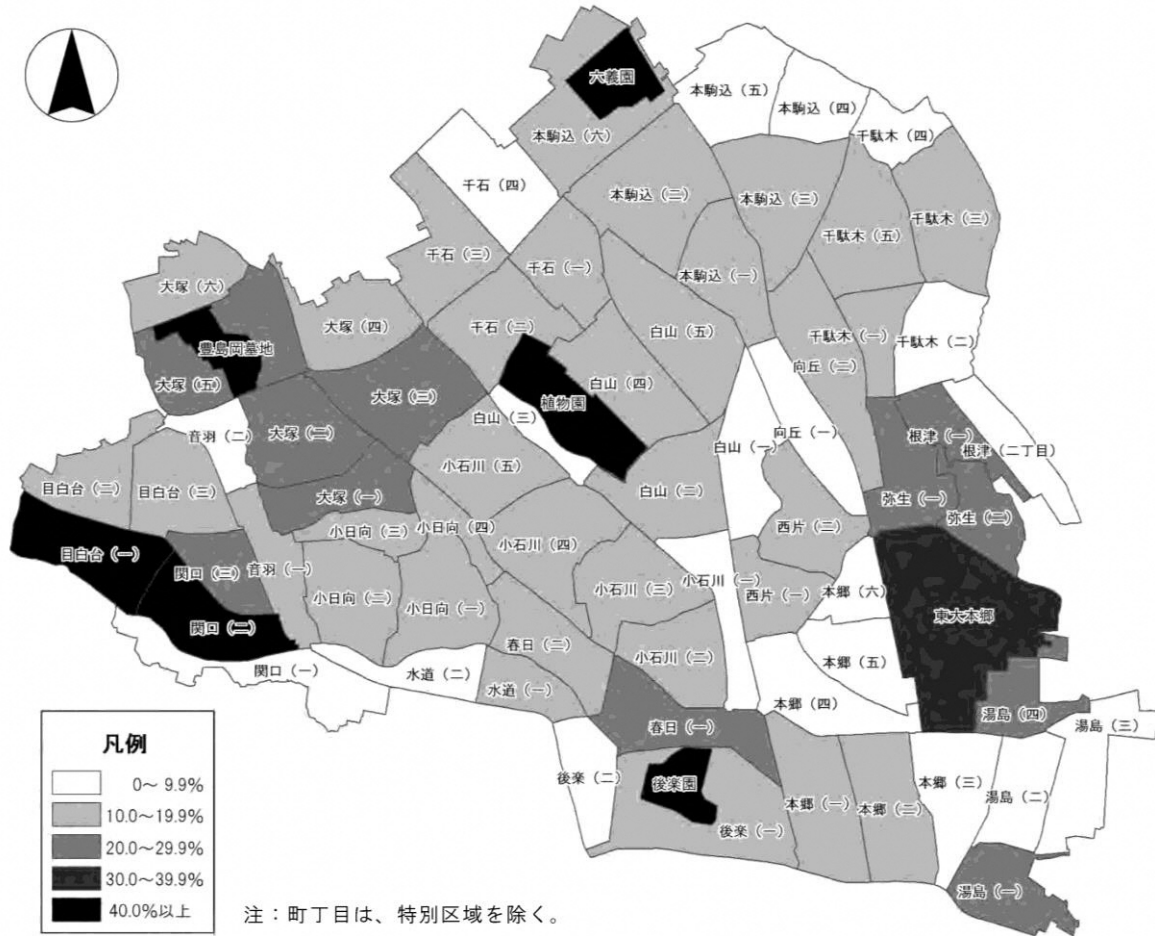 六義園
本駒込（五）
本駒込（四）
千駄木（四）
本駒込（六）
千石（四）
本駒込（二）
本駒込（三）
千駄木（五）
千駄木（三）
千石（三）
千石（一）
本駒込（一）
大塚（六）
大塚（四）
千石（二）
白山（五）
千駄木（一）
千駄木（二）
豊島岡墓地
向丘（二）
大塚（五）
大塚（三）
植物園
白山（四）
白山（三）
音羽（二）
大塚（二）
向丘（一）
白山（一）
根津（一）
根津（二丁目）
小石川（五）
目白台（二）
目白台（三）
大塚（一）
白山（二）
弥生（一）
弥生（二）
小日向（三）
小日向（四）
小石川（四）
西片（二）
目白台（一）
関口（三）
音羽（一）
小日向（二）
小日向（一）
小石川（三）
小石川（一）
西片（一）
本郷（六）
東大本郷
関口（二）
春日（二）
小石川（二）
本郷（五）
関口（一）
水道（二）
水道（一）
本郷（四）
春日（一）
湯島（四）
湯島（三）
後楽（二）
後楽園
後楽（一）
本郷（一）
本郷（二）
本郷（三）
湯島（二）
湯島（一）
凡例
0～ 9.9%
10.0～19.9%
20.0～29.9%
30.0～39.9%
40.0%以上
注：町丁目は、特別区域を除く。